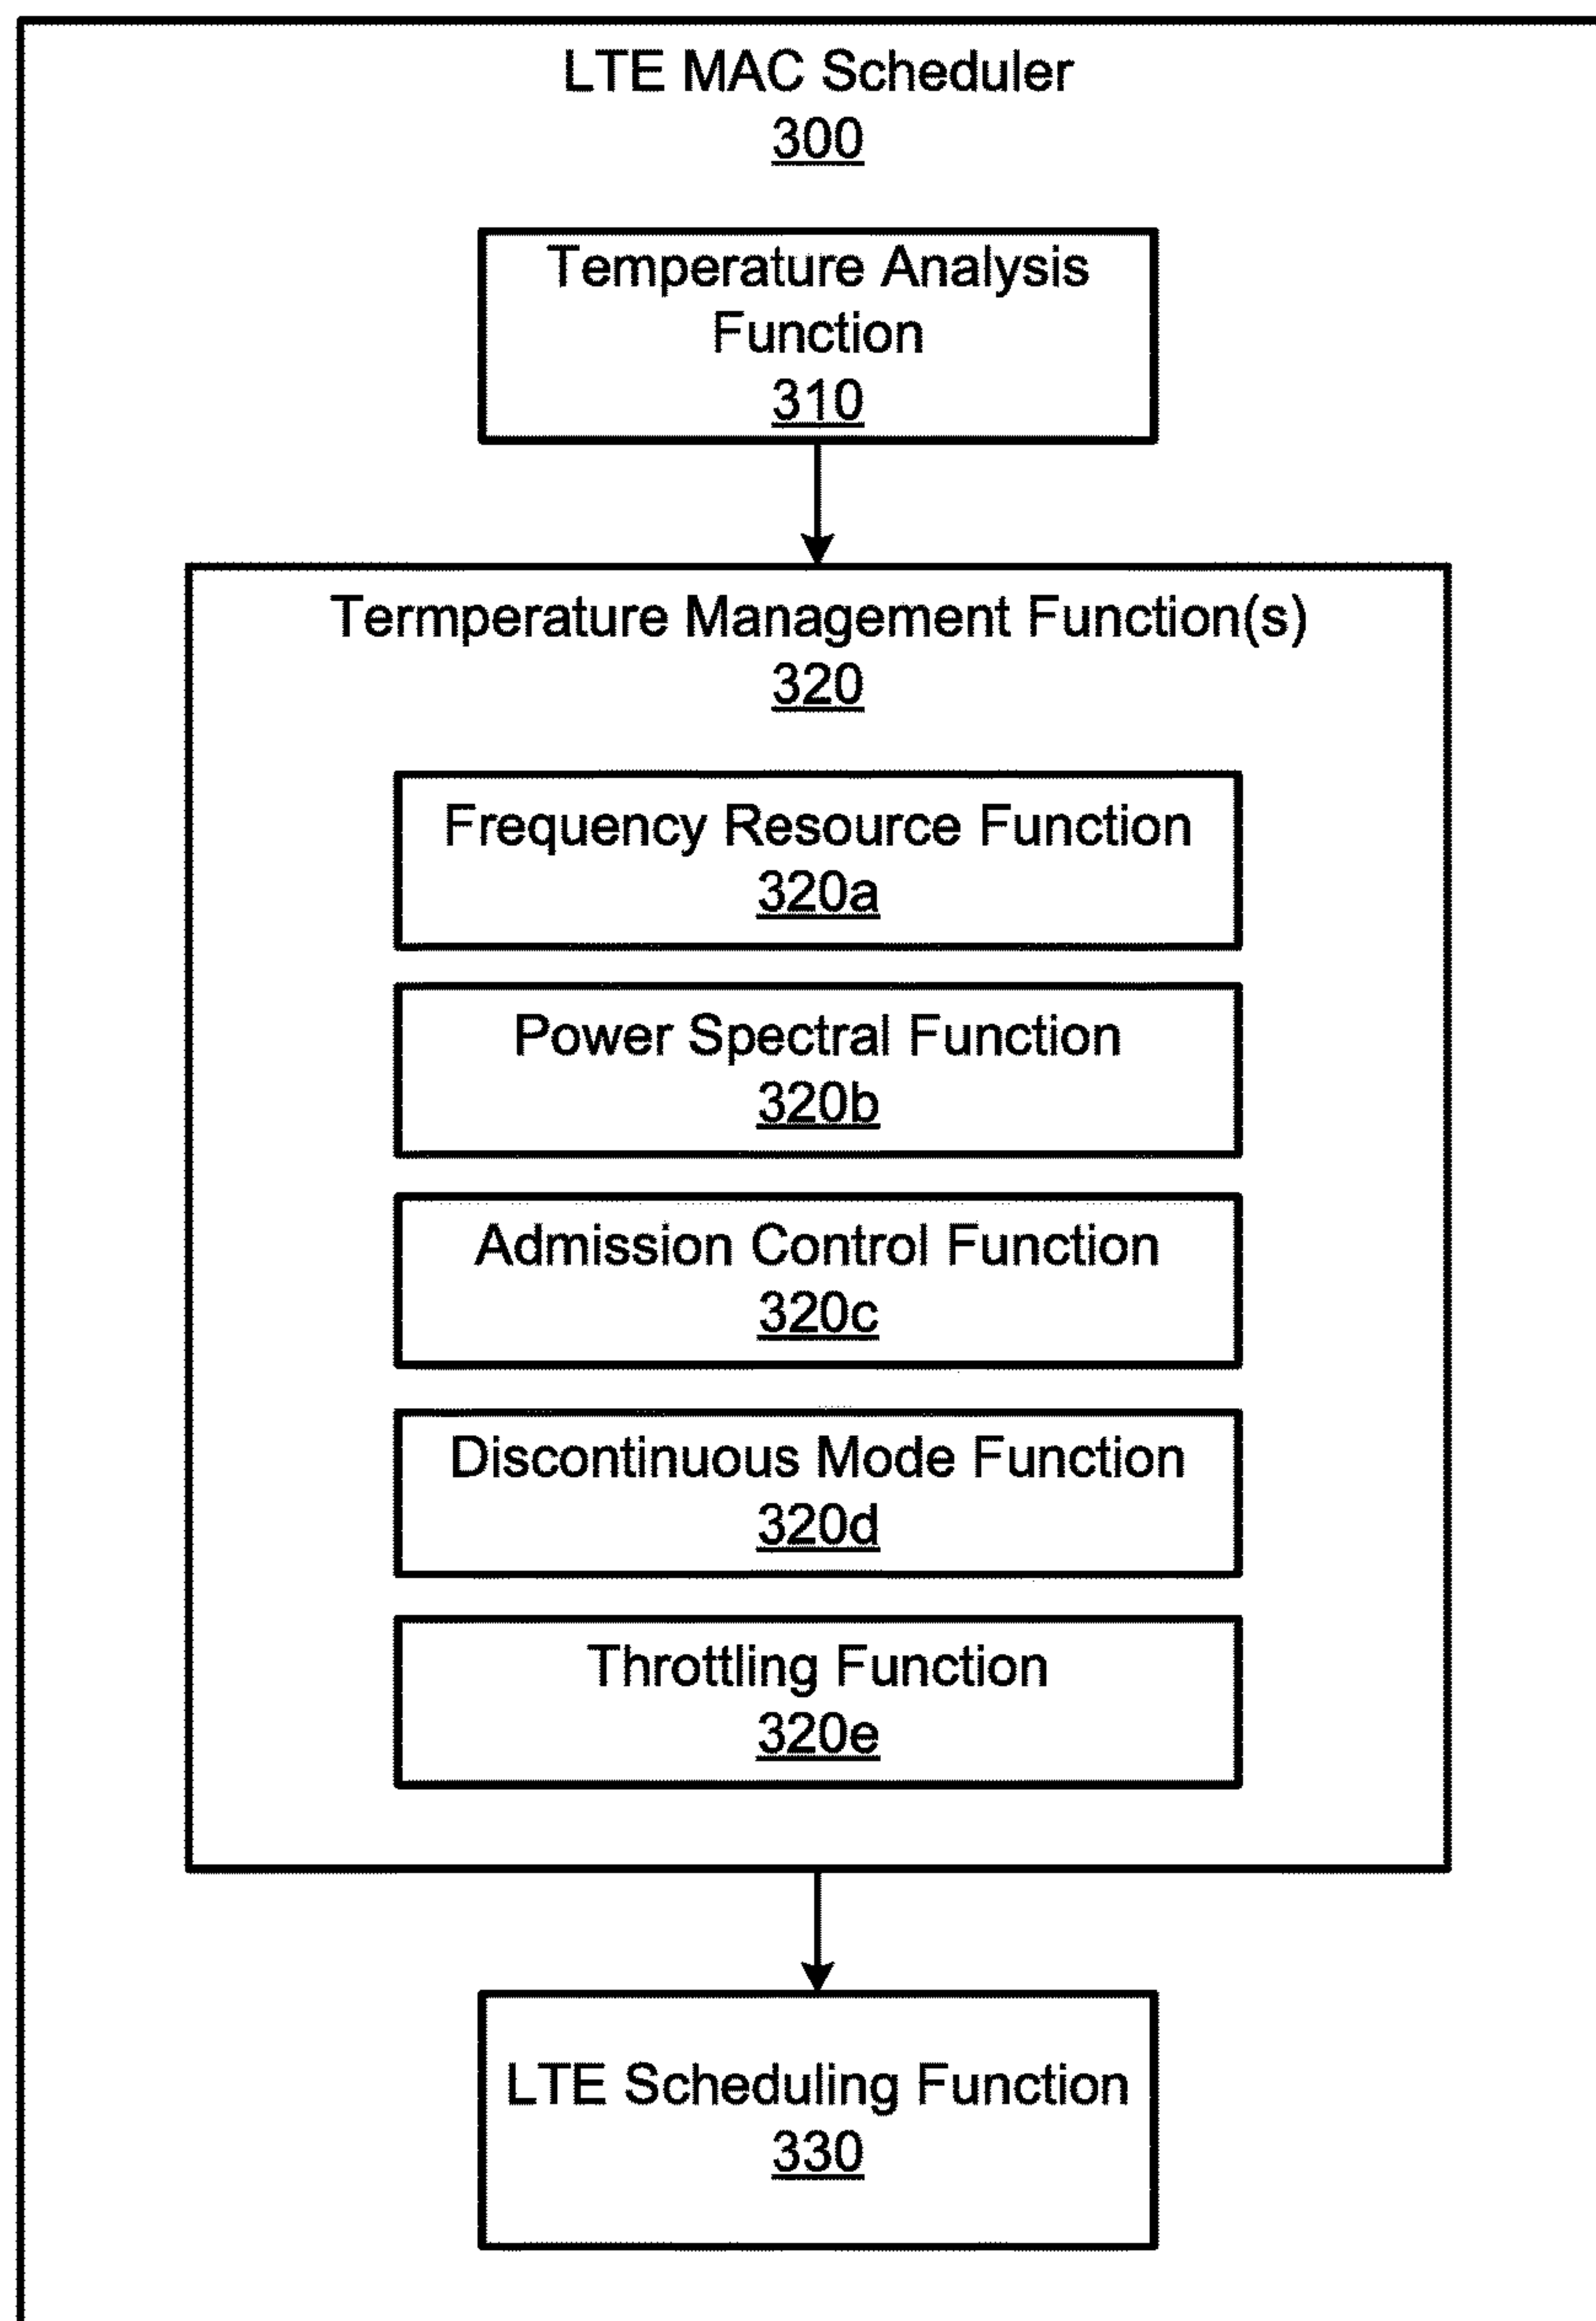 LTE MAC Scheduler
300
Temperature Analysis
Function
310
Termperature Management Function(s)
320
Frequency Resource Function
320a
Power Spectral Function
320b
Admission Control Function
320c
Discontinuous Mode Function
320d
Throttling Function
320e
LTE Scheduling Function
330